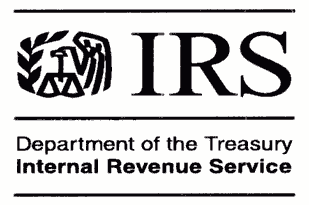 IRS
Department of the Treasury
Internal Revenue Service